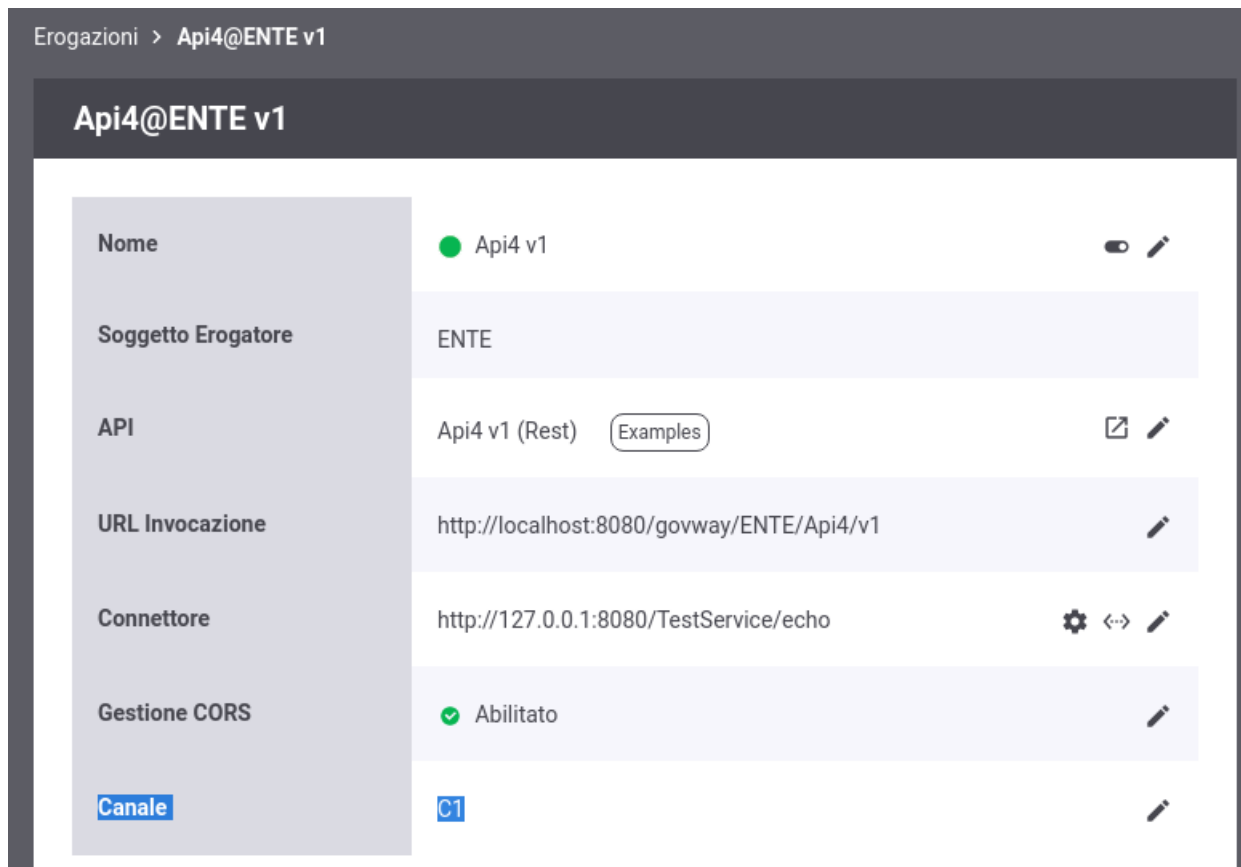 Erogazioni > Api4@ENTE v1
Api4@ENTE v1
Nome Api4 v1
Soggetto Erogatore ENTE
API Api4 v1 (Rest) Examples
URL Invocazione http://localhost:8080/govway/ENTE/Api4/v1
Connettore http://127.0.0.1:8080/TestService/echo
Gestione CORS Abilitato
Canale C1